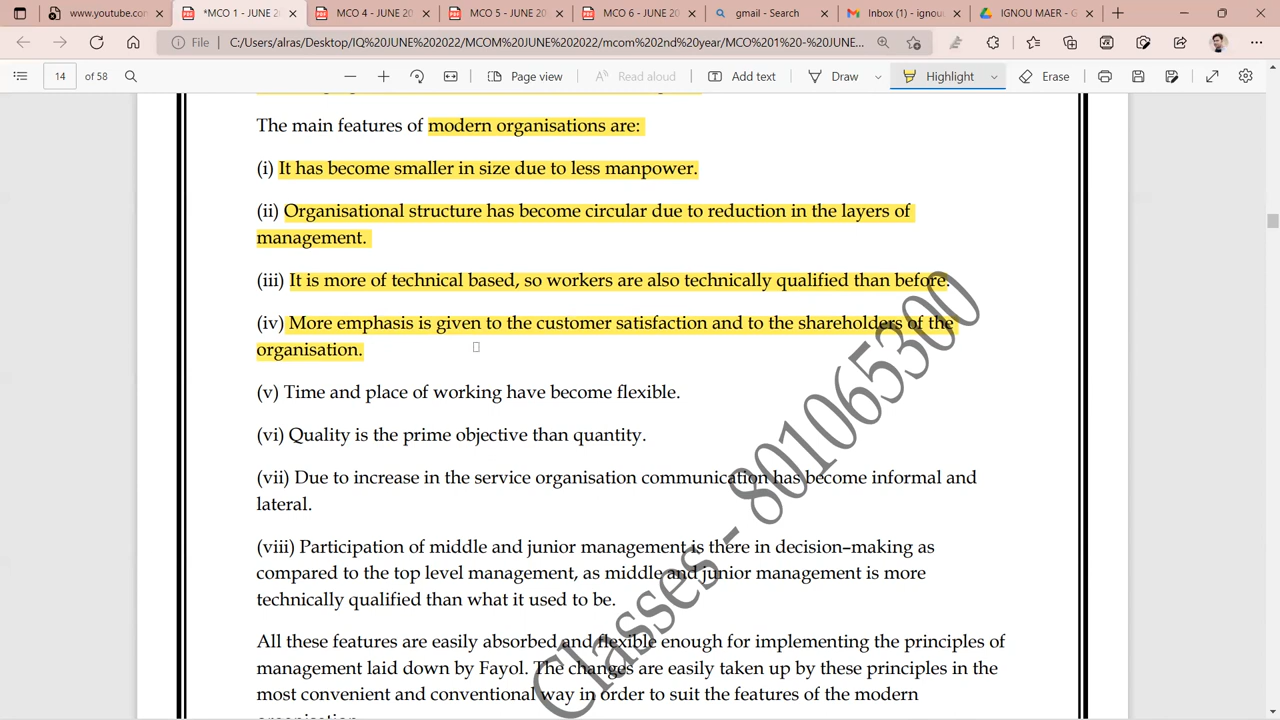 www.youtube.com
*MCO 1 - JUNE 20
MCO 4 - JUNE 20
MCO 5 - JUNE 20
MCO 6 - JUNE 20
gmail - Search
Inbox (1) - ignou
IGNOU MAER - G
File
C:/Users/alras/Desktop/IQ%20JUNE%202022/MCOM%20JUNE%202022/mcom%202nd%20year/MCO%201%20-%20JUNE...
14 of 58
Page view
Read aloud
Add text
Draw
Highlight
Erase
The main features of modern organisations are:
(i) It has become smaller in size due to less manpower.
(ii) Organisational structure has become circular due to reduction in the layers of
management.
(iii) It is more of technical based, so workers are also technically qualified than before.
(iv) More emphasis is given to the customer satisfaction and to the shareholders of the
organisation.
(v) Time and place of working have become flexible.
(vi) Quality is the prime objective than quantity.
(vii) Due to increase in the service organisation communication has become informal and
lateral.
(viii) Participation of middle and junior management is there in decision–making as
compared to the top level management, as middle and junior management is more
technically qualified than what it used to be.
All these features are easily absorbed and flexible enough for implementing the principles of
management laid down by Fayol. The changes are easily taken up by these principles in the
most convenient and conventional way in order to suit the features of the modern
Classes - 801065300